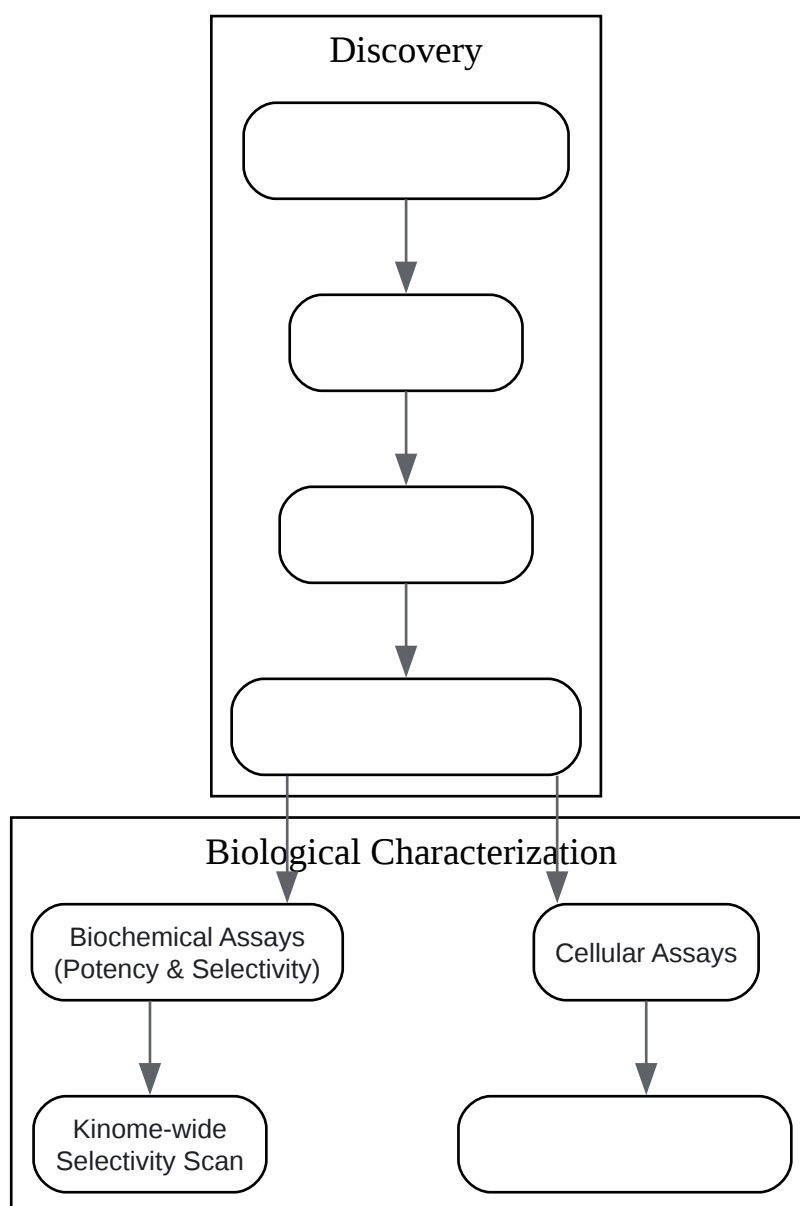 Discovery
Biological Characterization
Biochemical Assays
(Potency & Selectivity)
Cellular Assays
Kinome-wide
Selectivity Scan